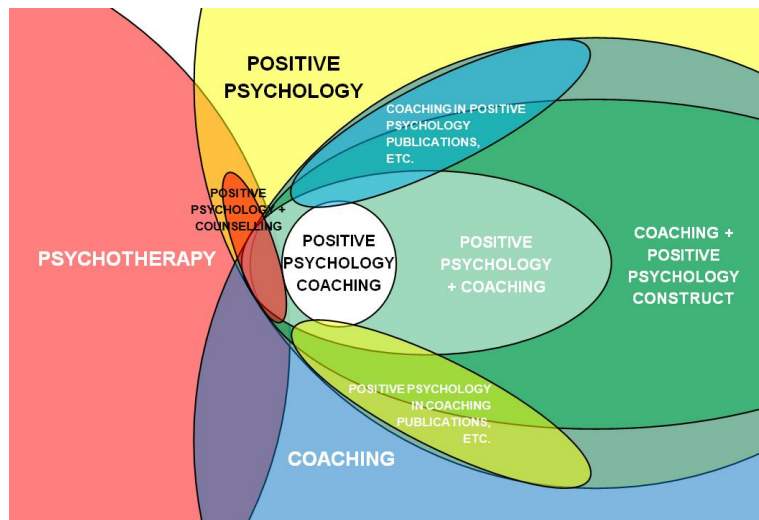 POSITIVE
PSYCHOLOGY
COACHING IN POSITIVE
PSYCHOLOGY
PUBLICATIONS,
ETC.
POSITIVE
PSYCHOLOGY +
COUNSELLING
PSYCHOTHERAPY
POSITIVE
PSYCHOLOGY
COACHING
POSITIVE
PSYCHOLOGY
+ COACHING
COACHING +
POSITIVE
PSYCHOLOGY
CONSTRUCT
POSITIVE PSYCHOLOGY
IN COACHING
PUBLICATIONS,
ETC.
COACHING